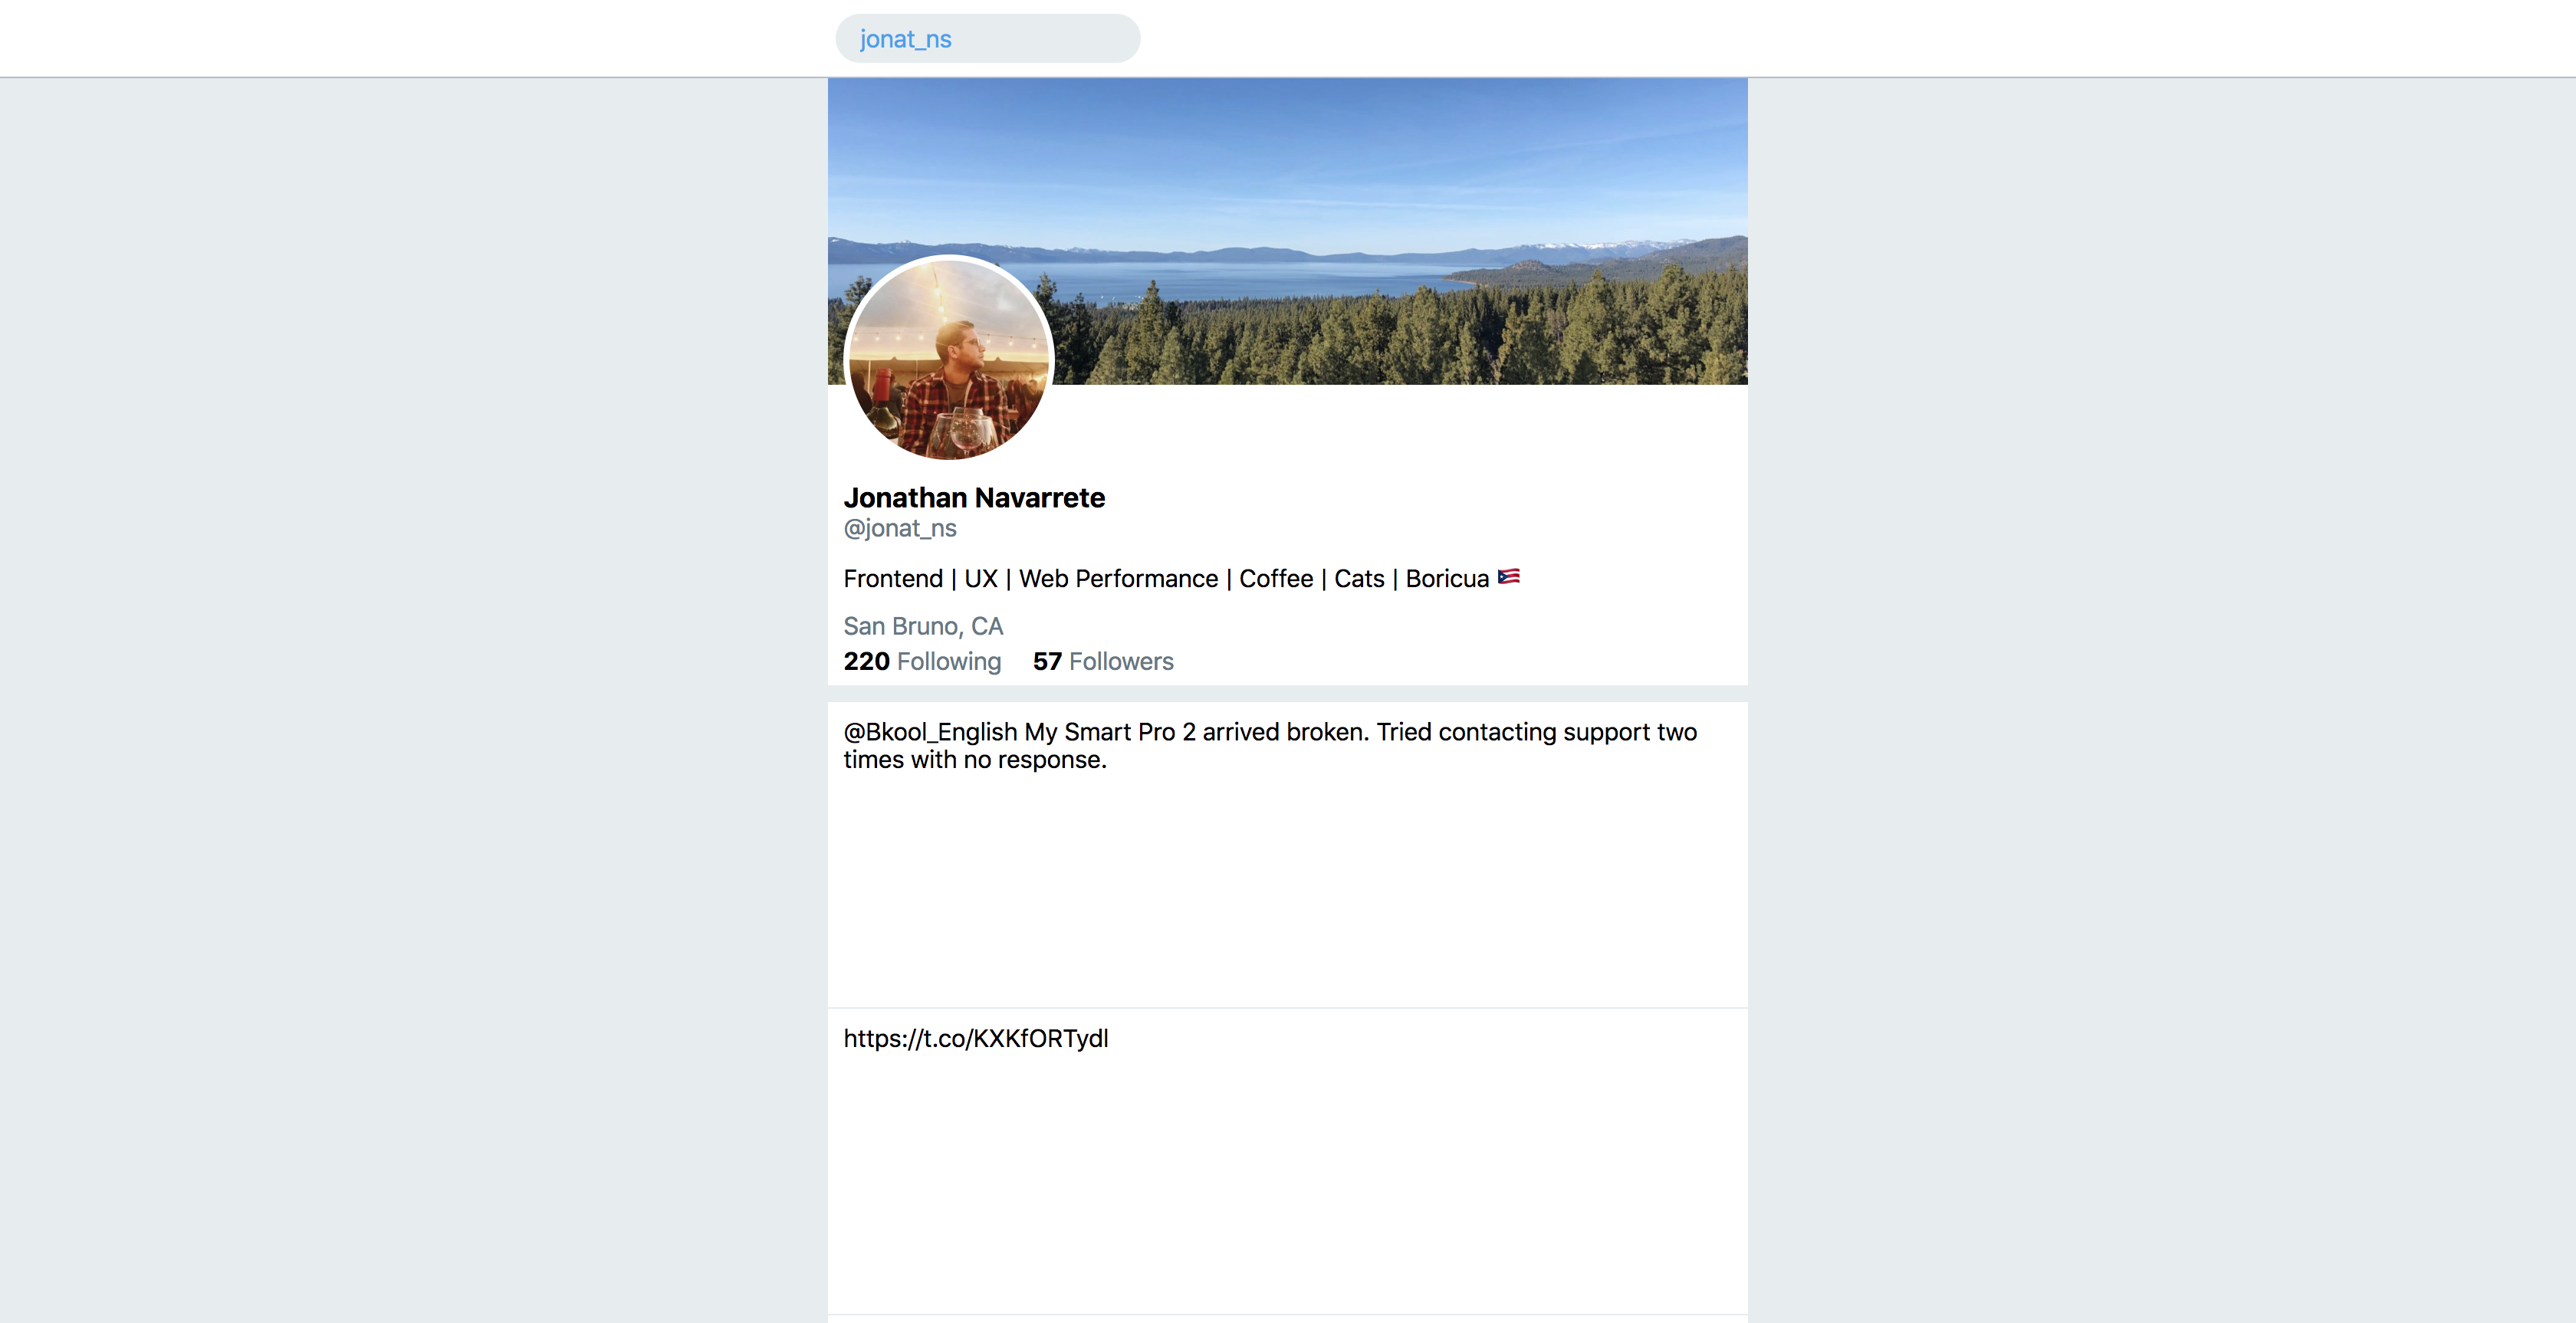 jonat_ns
Jonathan Navarrete
@jonat_ns
Frontend | UX | Web Performance | Coffee | Cats | Boricua 🇵🇷
San Bruno, CA
220 Following 57 Followers
@Bkool_English My Smart Pro 2 arrived broken. Tried contacting support two
times with no response.
https://t.co/KXKfORTydl